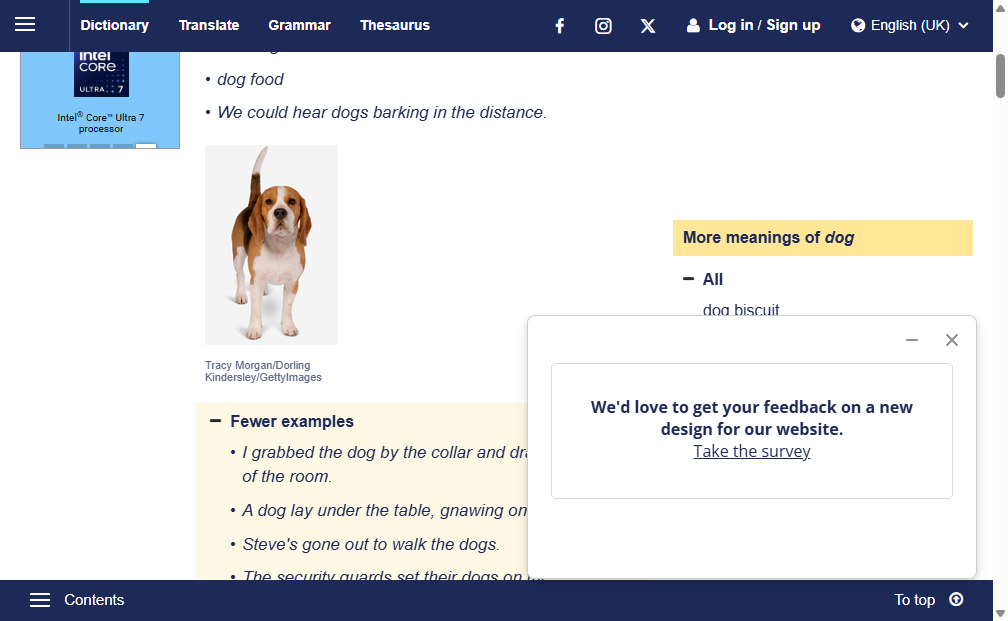 Dictionary Translate Grammar Thesaurus Log in / Sign up English (UK)
intel
CORE
ULTRA 7
Intel® Core™ Ultra 7
processor
• dog food
• We could hear dogs barking in the distance.
Tracy Morgan/Dorling
Kindersley/GettyImages
Fewer examples
• I grabbed the dog by the collar and
of the room.
• A dog lay under the table, gnawing on
• Steve's gone out to walk the dogs.
• The security guards set their dogs on
More meanings of dog
All
dog biscuit
We'd love to get your feedback on a new
design for our website.
Take the survey
Contents
To top